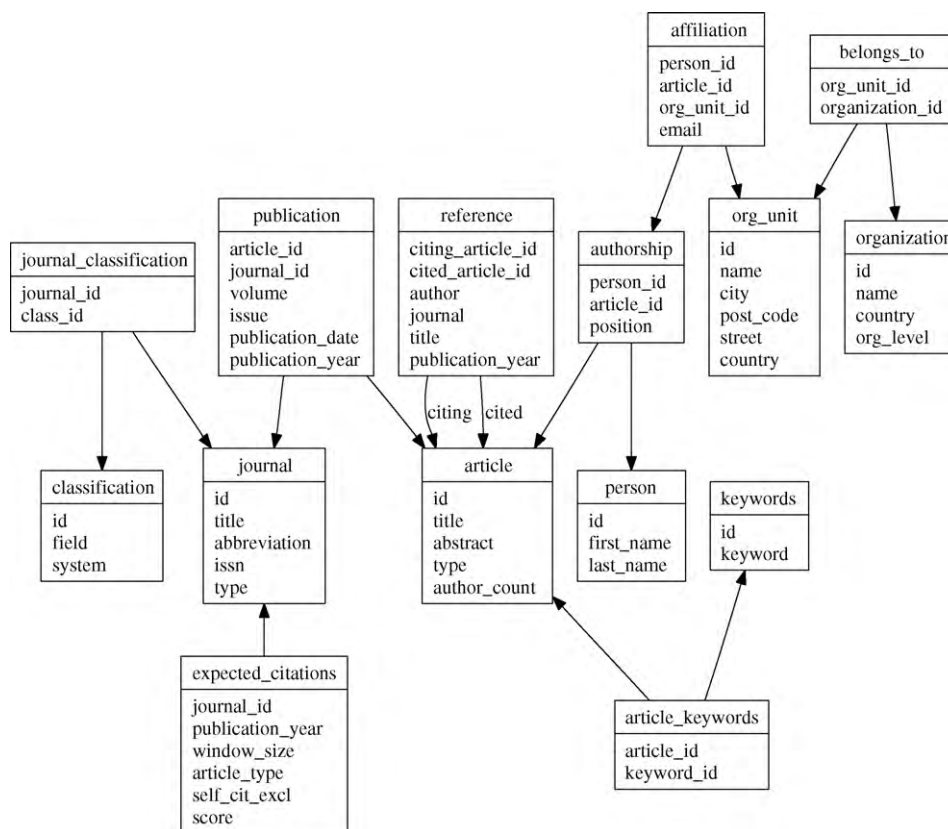 affiliation
person_id
article_id
org_unit_id
email
belongs_to
org_unit_id
organization_id
publication
article_id
journal_id
volume
issue
publication_date
publication_year
reference
citing_article_id
cited_article_id
author
journal
title
publication_year
org_unit
id
name
city
post_code
street
country
organization
id
name
country
org_level
authorship
person_id
article_id
position
journal_classification
journal_id
class_id
citing
cited
classification
id
field
system
journal
id
title
abbreviation
issn
type
article
id
title
abstract
type
author_count
person
id
first_name
last_name
keywords
id
keyword
expected_citations
journal_id
publication_year
window_size
article_type
self_cit_excl
score
article_keywords
article_id
keyword_id